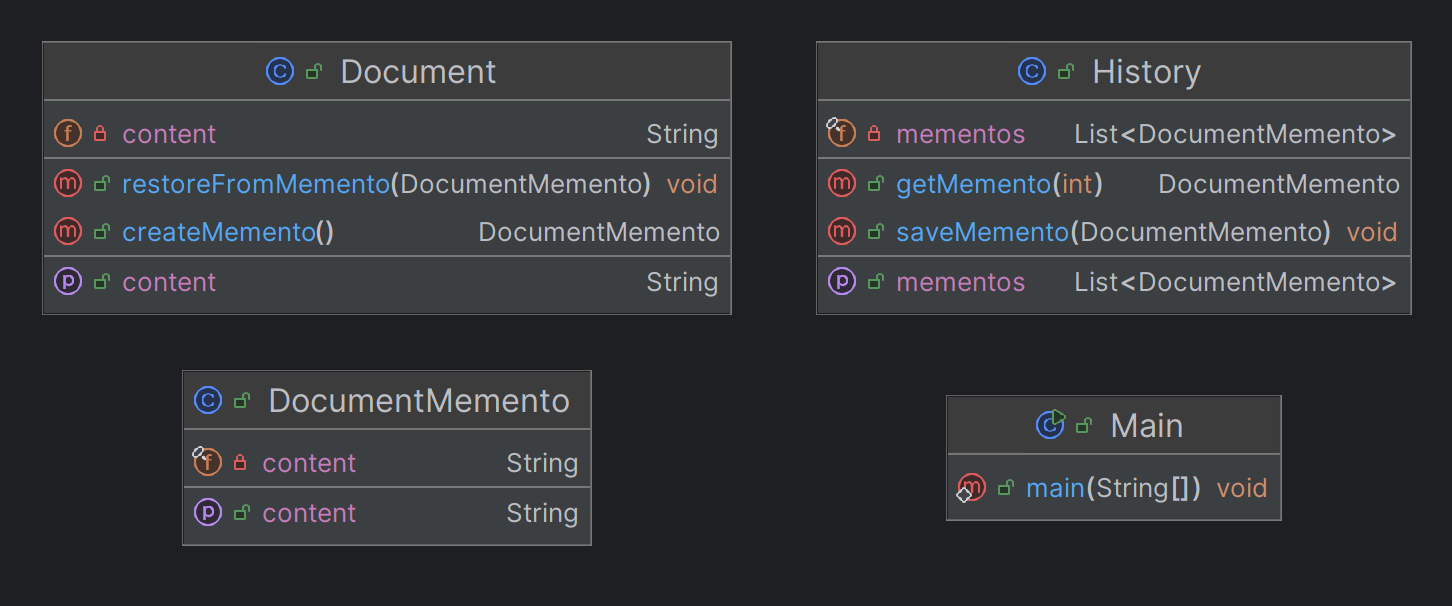 Document
content String
restoreFromMemento(DocumentMemento) void
createMemento() DocumentMemento
content String
History
mementos List<DocumentMemento>
getMemento(int) DocumentMemento
saveMemento(DocumentMemento) void
mementos List<DocumentMemento>
DocumentMemento
content String
content String
Main
main(String[]) void